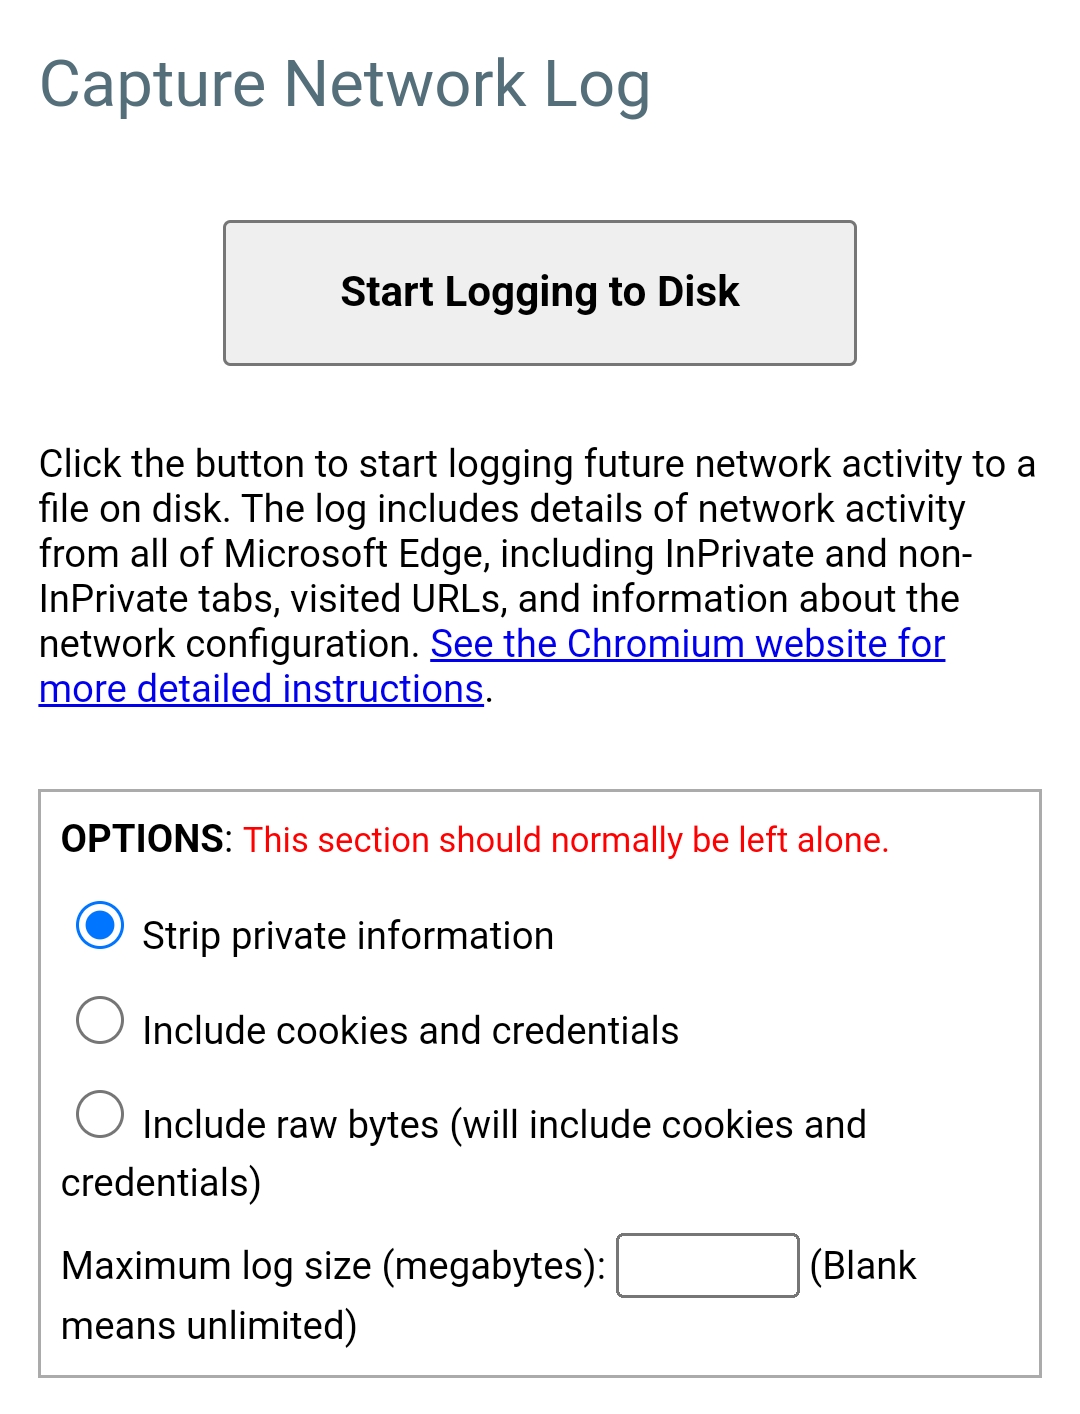 Capture Network Log
Start Logging to Disk
Click the button to start logging future network activity to a
file on disk. The log includes details of network activity
from all of Microsoft Edge, including InPrivate and non-
InPrivate tabs, visited URLs, and information about the
network configuration. See the Chromium website for
more detailed instructions.
OPTIONS: This section should normally be left alone.
Strip private information
Include cookies and credentials
Include raw bytes (will include cookies and
credentials)
Maximum log size (megabytes): (Blank
means unlimited)